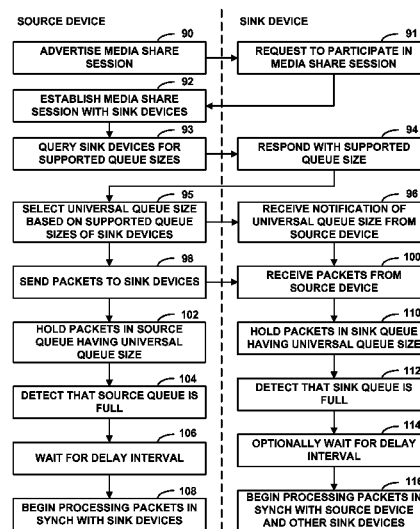 SOURCE DEVICE
SINK DEVICE
90
ADVERTISE MEDIA SHARE
SESSION
91
REQUEST TO PARTICIPATE IN
MEDIA SHARE SESSION
92
ESTABLISH MEDIA SHARE
SESSION WITH SINK DEVICES
93
QUERY SINK DEVICES FOR
SUPPORTED QUEUE SIZES
94
RESPOND WITH SUPPORTED
QUEUE SIZE
95
SELECT UNIVERSAL QUEUE SIZE
BASED ON SUPPORTED QUEUE
SIZES OF SINK DEVICES
96
RECEIVE NOTIFICATION OF
UNIVERSAL QUEUE SIZE FROM
SOURCE DEVICE
98
SEND PACKETS TO SINK DEVICES
100
RECEIVE PACKETS FROM
SOURCE DEVICE
102
HOLD PACKETS IN SOURCE
QUEUE HAVING UNIVERSAL
QUEUE SIZE
110
HOLD PACKETS IN SINK QUEUE
HAVING UNIVERSAL QUEUE SIZE
104
DETECT THAT SOURCE QUEUE IS
FULL
112
DETECT THAT SINK QUEUE IS
FULL
106
WAIT FOR DELAY INTERVAL
114
OPTIONALLY WAIT FOR DELAY
INTERVAL
108
BEGIN PROCESSING PACKETS IN
SYNCH WITH SINK DEVICES
116
BEGIN PROCESSING PACKETS IN
SYNCH WITH SOURCE DEVICE
AND OTHER SINK DEVICES